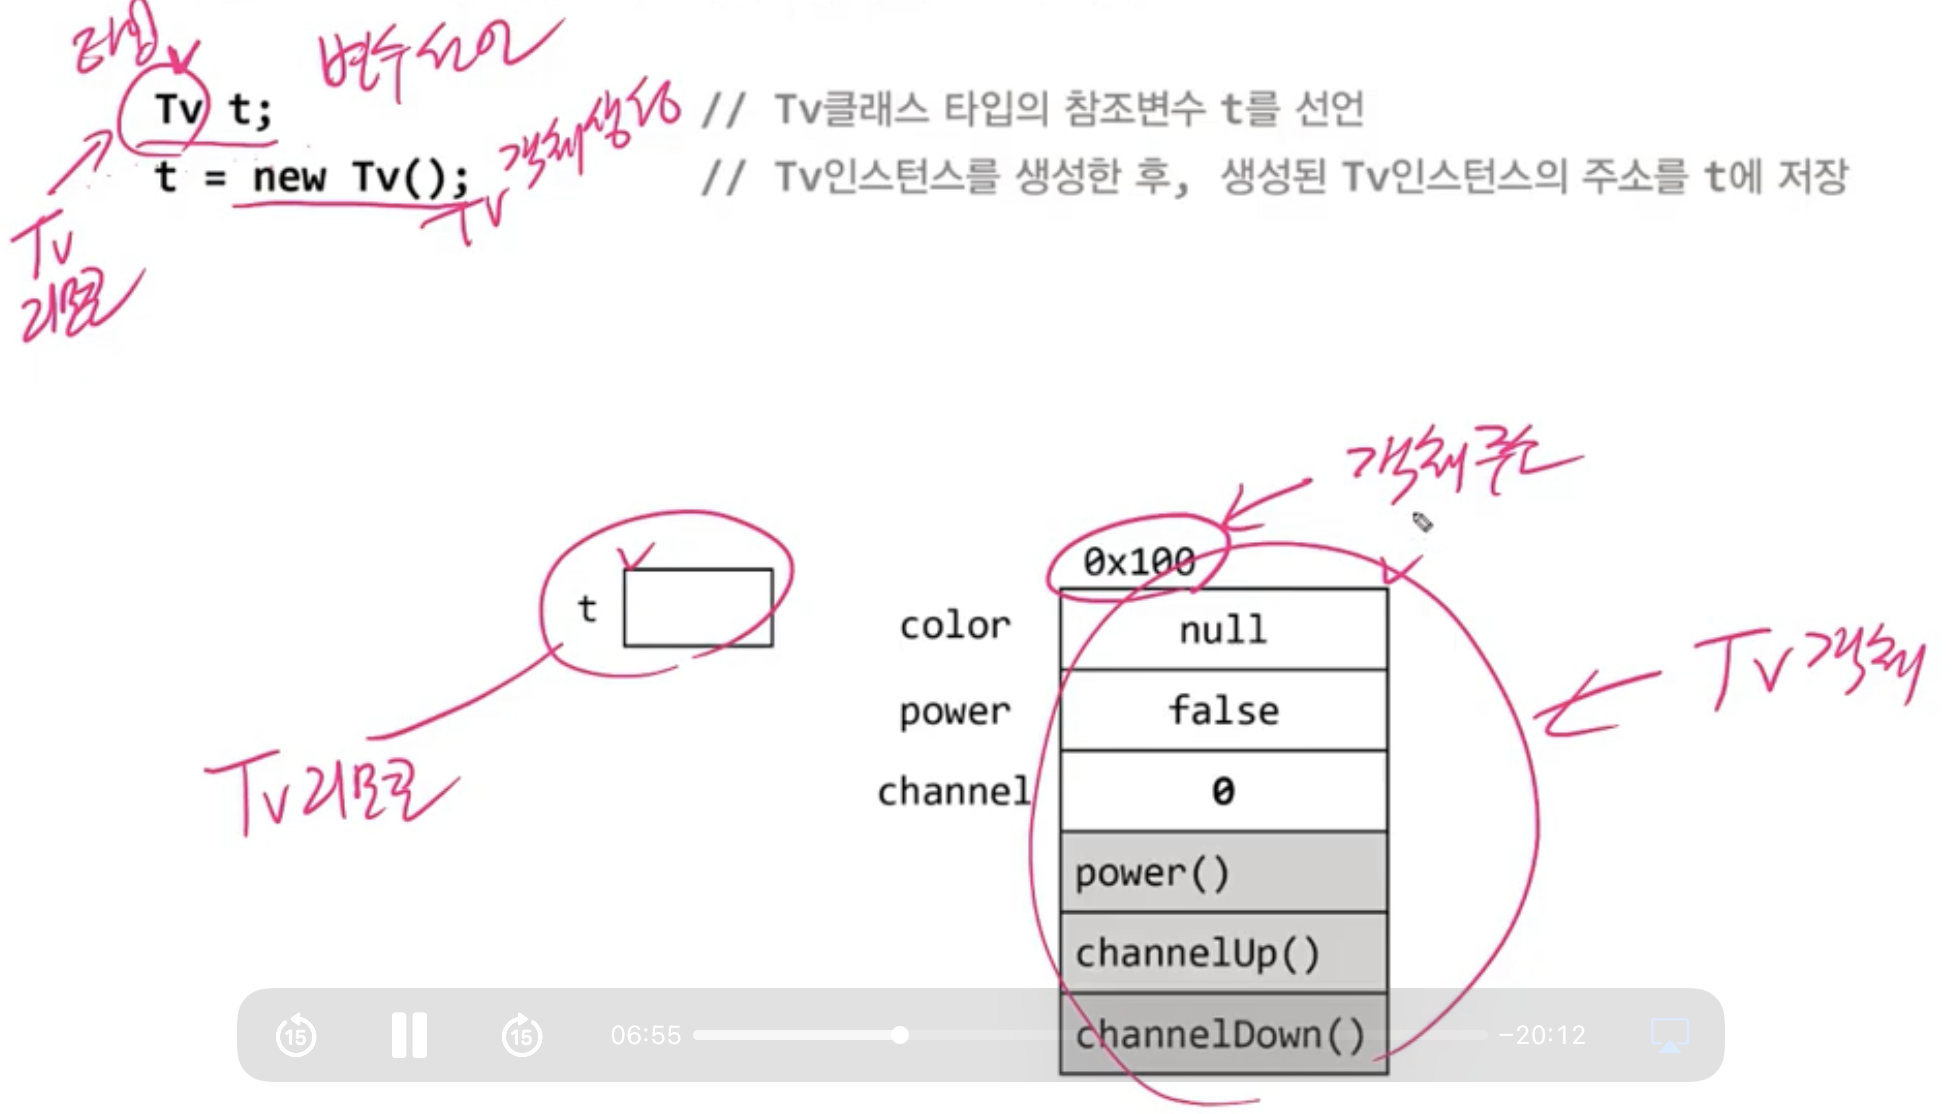 타입
변수선언
Tv t; // Tv클래스 타입의 참조변수 t를 선언
t = new Tv(); // Tv인스턴스를 생성한 후, 생성된 Tv인스턴스의 주소를 t에 저장
Tv 객체생성
Tv
리모콘
객체주소
0x100
t
color null
Tv 객체
power false
Tv리모콘
channel 0
power()
channelUp()
channelDown()
15 15 06:55 −20:12